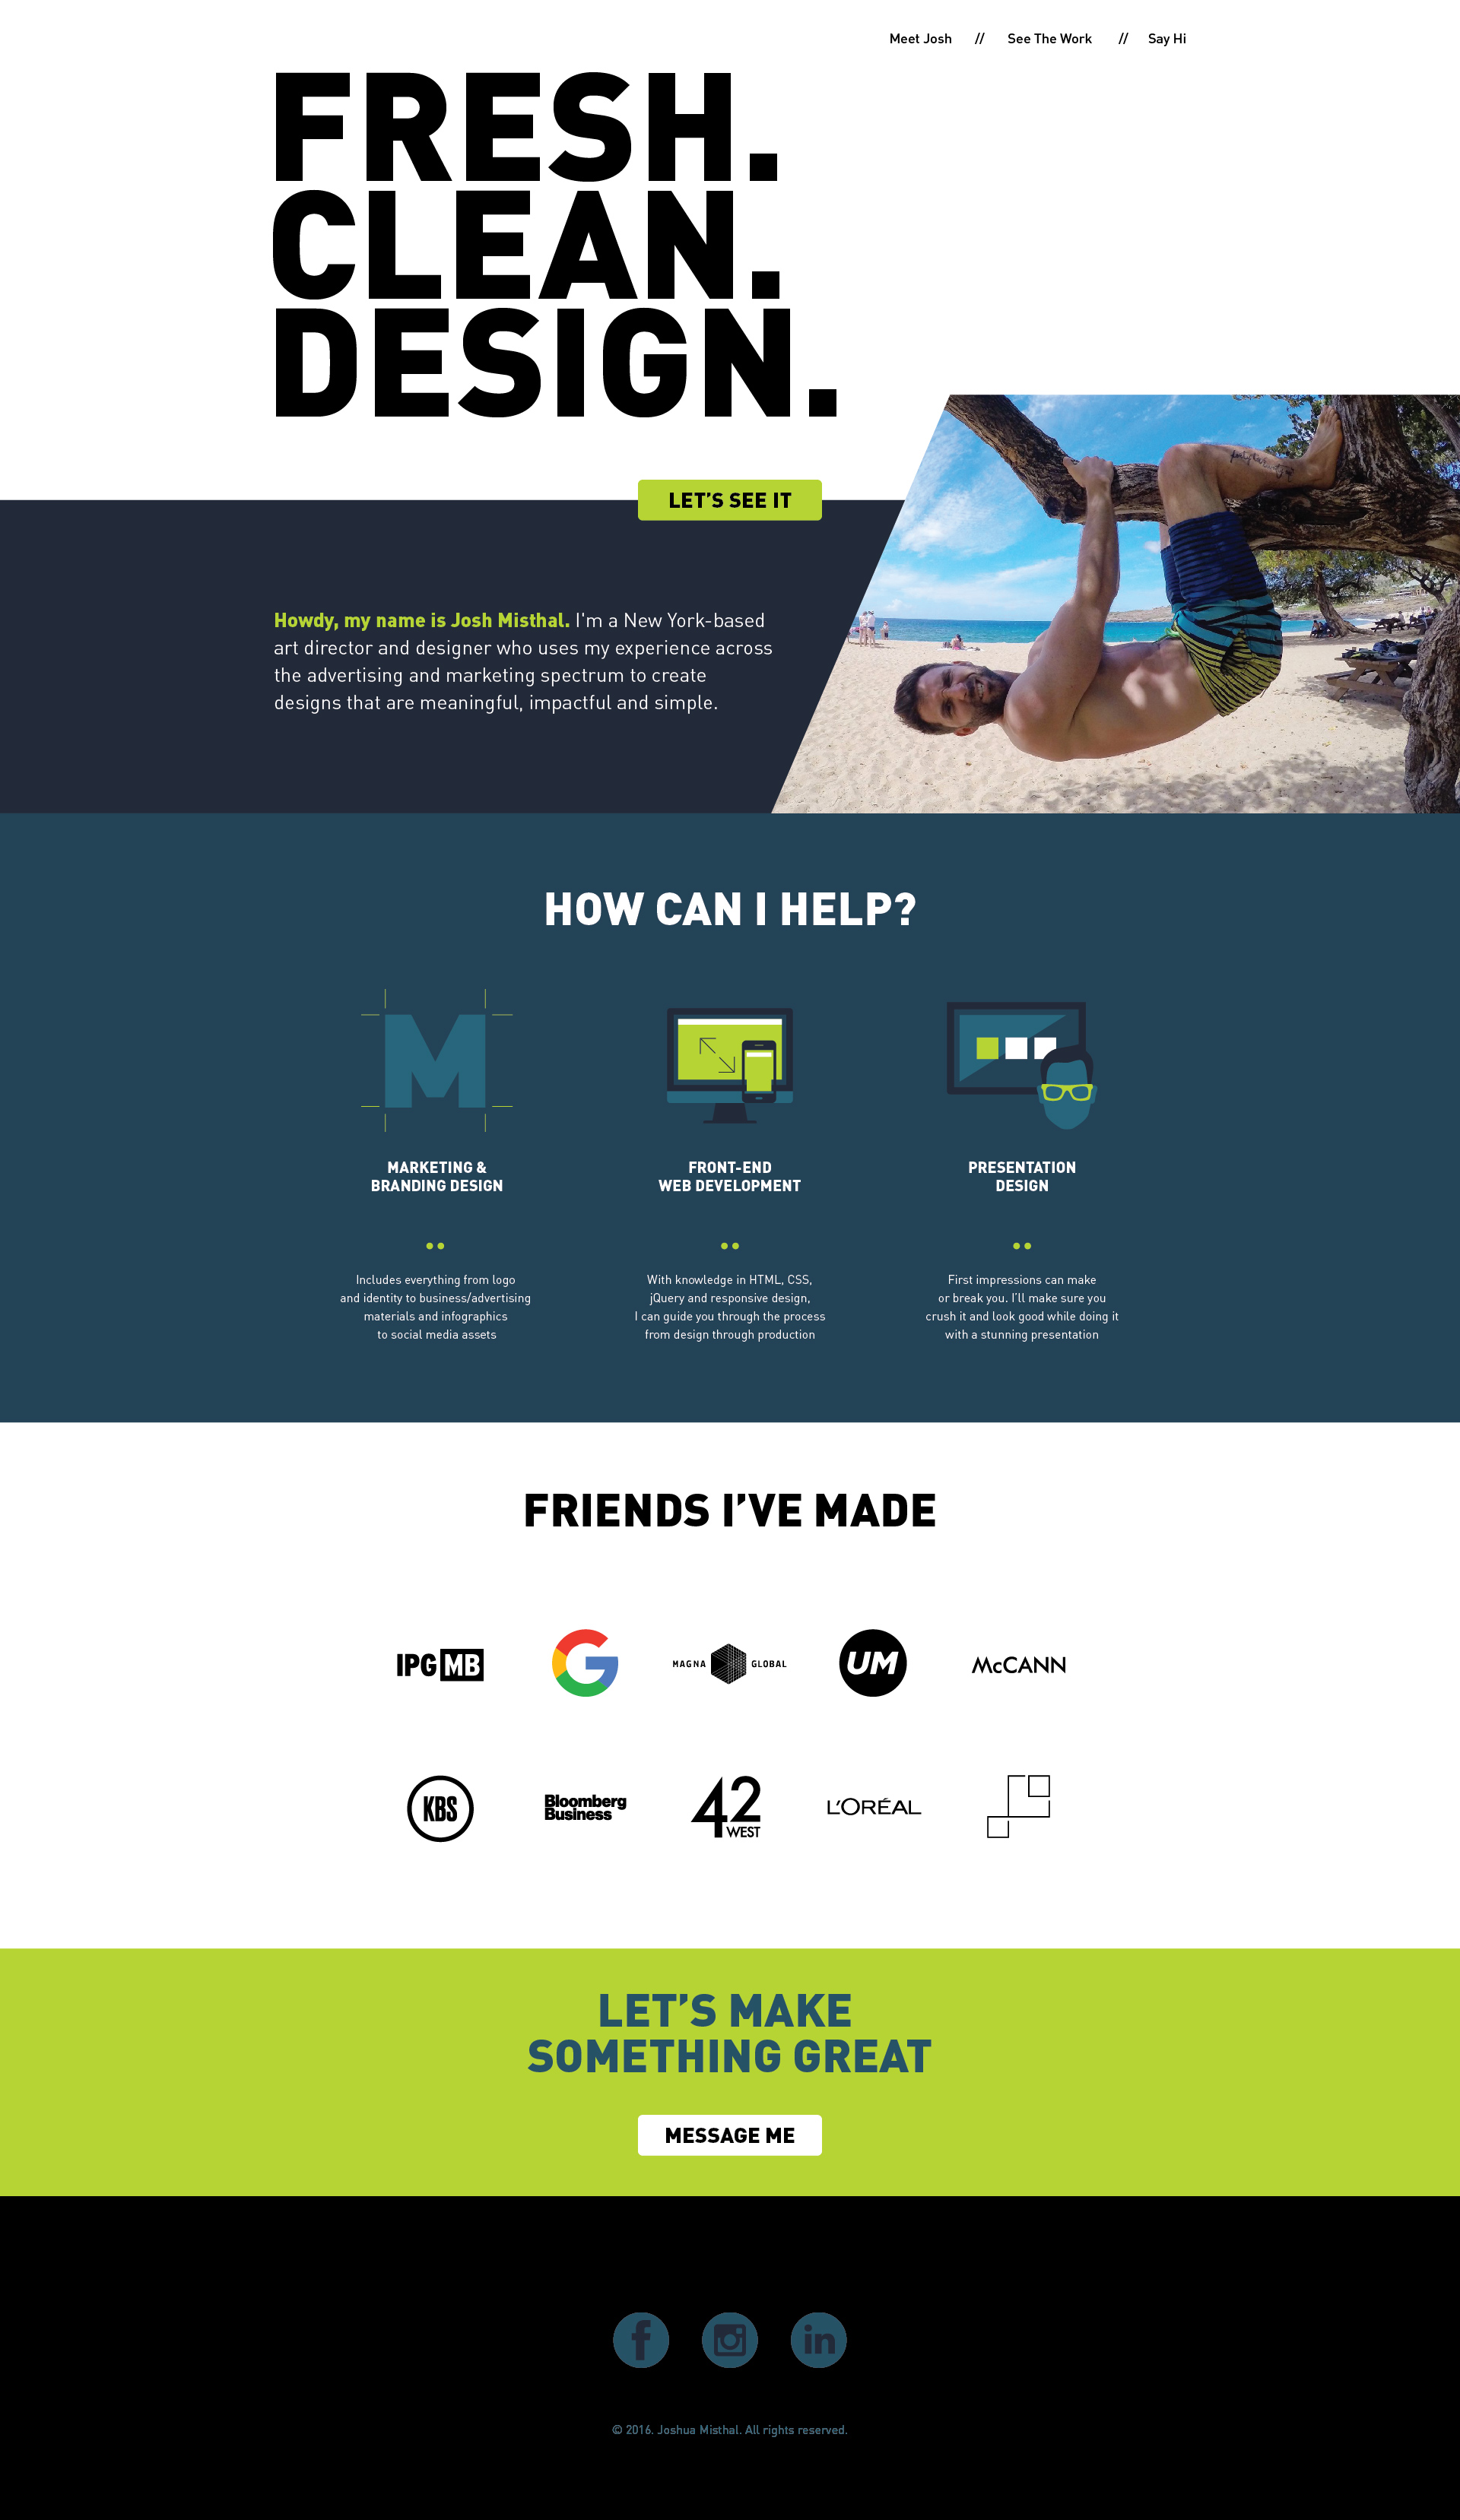 Meet Josh // See The Work // Say Hi
FRESH.
CLEAN.
DESIGN.
LET’S SEE IT
Howdy, my name is Josh Misthal. I'm a New York-based
art director and designer who uses my experience across
the advertising and marketing spectrum to create
designs that are meaningful, impactful and simple.
HOW CAN I HELP?
M
MARKETING &
BRANDING DESIGN
Includes everything from logo
and identity to business/advertising
materials and infographics
to social media assets
FRONT-END
WEB DEVELOPMENT
With knowledge in HTML, CSS,
jQuery and responsive design,
I can guide you through the process
from design through production
PRESENTATION
DESIGN
First impressions can make
or break you. I’ll make sure you
crush it and look good while doing it
with a stunning presentation
FRIENDS I’VE MADE
IPG MB
G
MAGNA GLOBAL
UM
McCANN
KBS
Bloomberg
Business
42
WEST
L’ORÉAL
LET’S MAKE
SOMETHING GREAT
MESSAGE ME
f
in
© 2016. Joshua Misthal. All rights reserved.